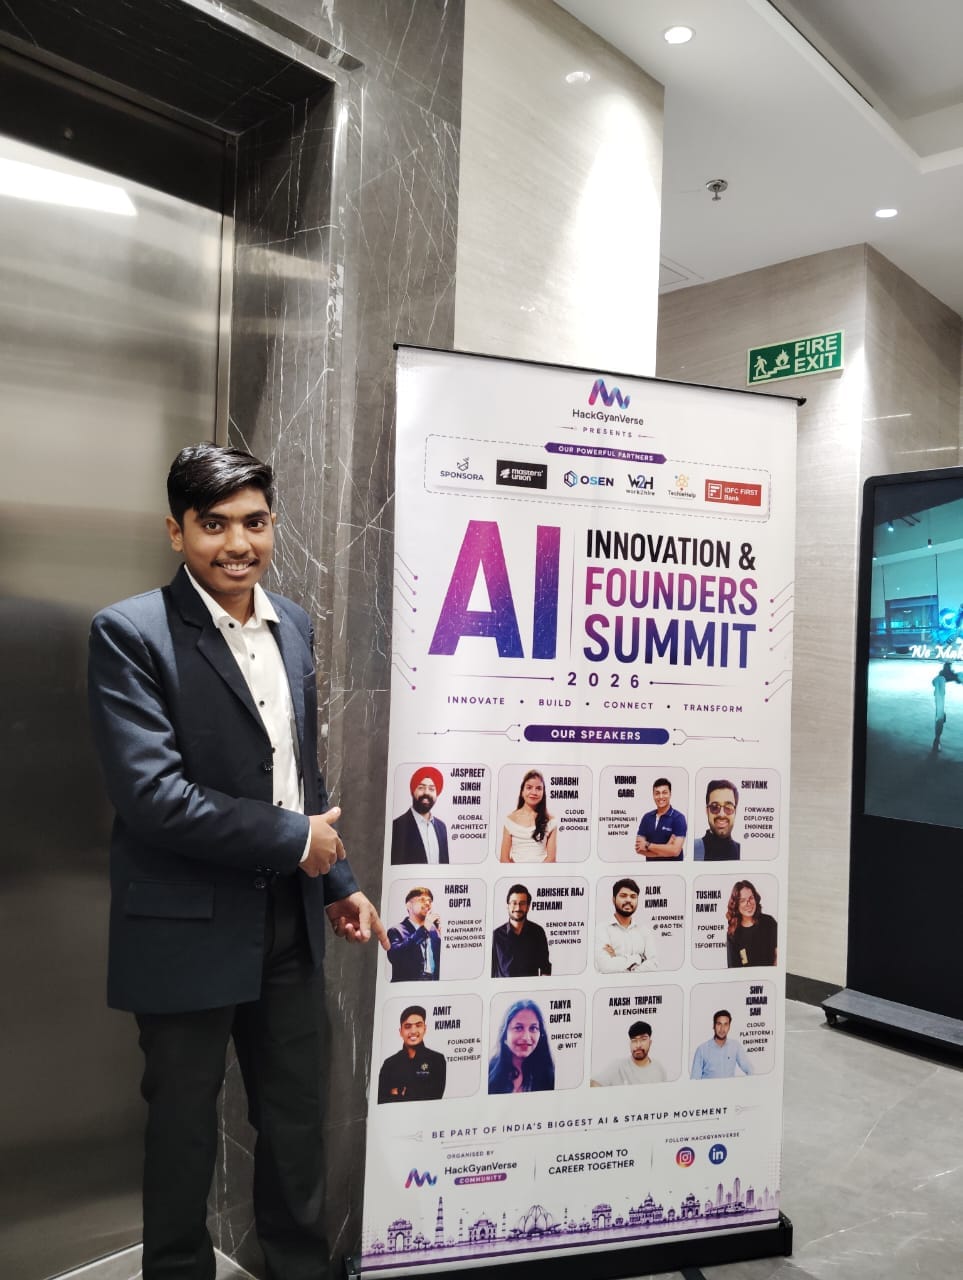 FIRE
EXIT
HackGyanVerse
PRESENTS
OUR POWERFUL PARTNERS
SPONSORA
masters'
union
OSEN
W2H
work2hire
TechieHelp
IDFC FIRST
Bank
AI
INNOVATION &
FOUNDERS
SUMMIT
2026
INNOVATE • BUILD • CONNECT • TRANSFORM
OUR SPEAKERS
JASPREET
SINGH
NARANG
GLOBAL
ARCHITECT
@ GOOGLE
SURABHI
SHARMA
CLOUD
ENGINEER
@ GOOGLE
VIBHOR
GARG
SERIAL
ENTREPRENEUR |
STARTUP
MENTOR
SHIVANK
FORWARD
DEPLOYED
ENGINEER
@ GOOGLE
HARSH
GUPTA
FOUNDER OF
KANTHARIYA
TECHNOLOGIES
& WEB3INDIA
ABHISHEK RAJ
PERMANI
SENIOR DATA
SCIENTIST
@SUNKING
ALOK
KUMAR
AI ENGINEER
@ GAO TEK
INC.
TUSHIKA
RAWAT
FOUNDER
OF
15FORTEEN
AMIT
KUMAR
FOUNDER &
CEO @
TECHIEHELP
TANYA
GUPTA
DIRECTOR
@ WIT
AKASH TRIPATHI
AI ENGINEER
SHIV
KUMAR
SAH
CLOUD
PLATEFORM |
ENGINEER
ADOBE
BE PART OF INDIA'S BIGGEST AI & STARTUP MOVEMENT
ORGANISED BY
HackGyanVerse
COMMUNITY
CLASSROOM TO
CAREER TOGETHER
FOLLOW HACKGYANVERSE
in
We